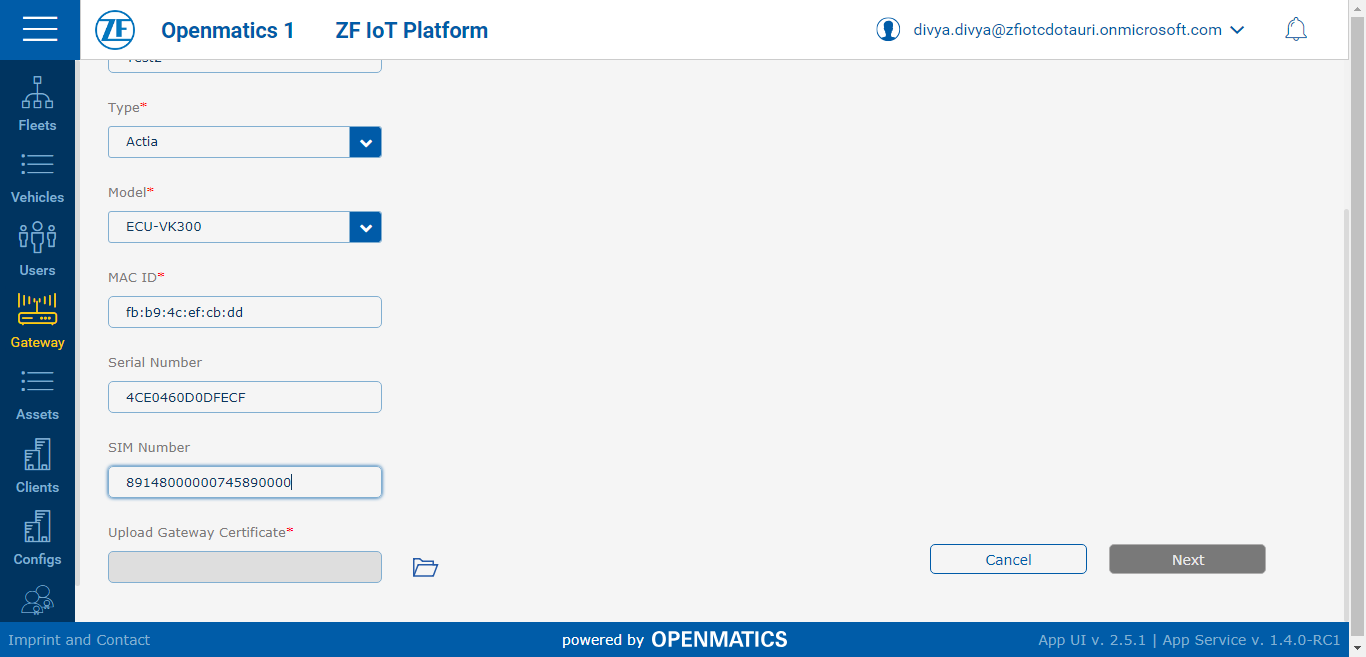 ZF Openmatics 1 ZF IoT Platform divya.divya@zfiotcdotauri.onmicrosoft.com
Fleets
Vehicles
Users
Gateway
Assets
Clients
Configs
Test2
Type*
Actia
Model*
ECU-VK300
MAC ID*
fb:b9:4c:ef:cb:dd
Serial Number
4CE0460D0DFECF
SIM Number
89148000000745890000
Upload Gateway Certificate*
Cancel Next
Imprint and Contact powered by OPENMATICS App UI v. 2.5.1 | App Service v. 1.4.0-RC1